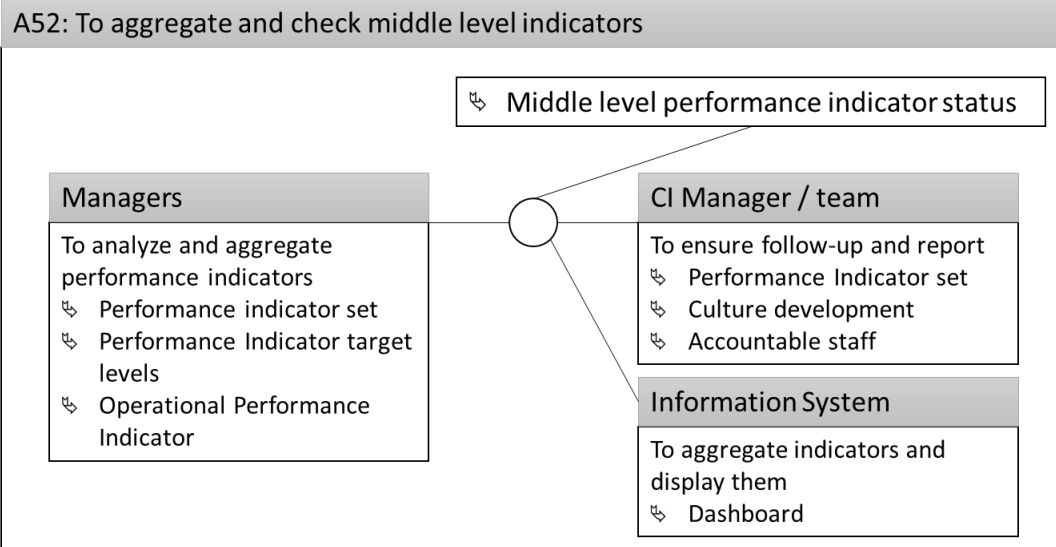 A52: To aggregate and check middle level indicators
Middle level performance indicator status
Managers
To analyze and aggregate
performance indicators
Performance indicator set
Performance Indicator target
levels
Operational Performance
Indicator
CI Manager / team
To ensure follow-up and report
Performance Indicator set
Culture development
Accountable staff
Information System
To aggregate indicators and
display them
Dashboard